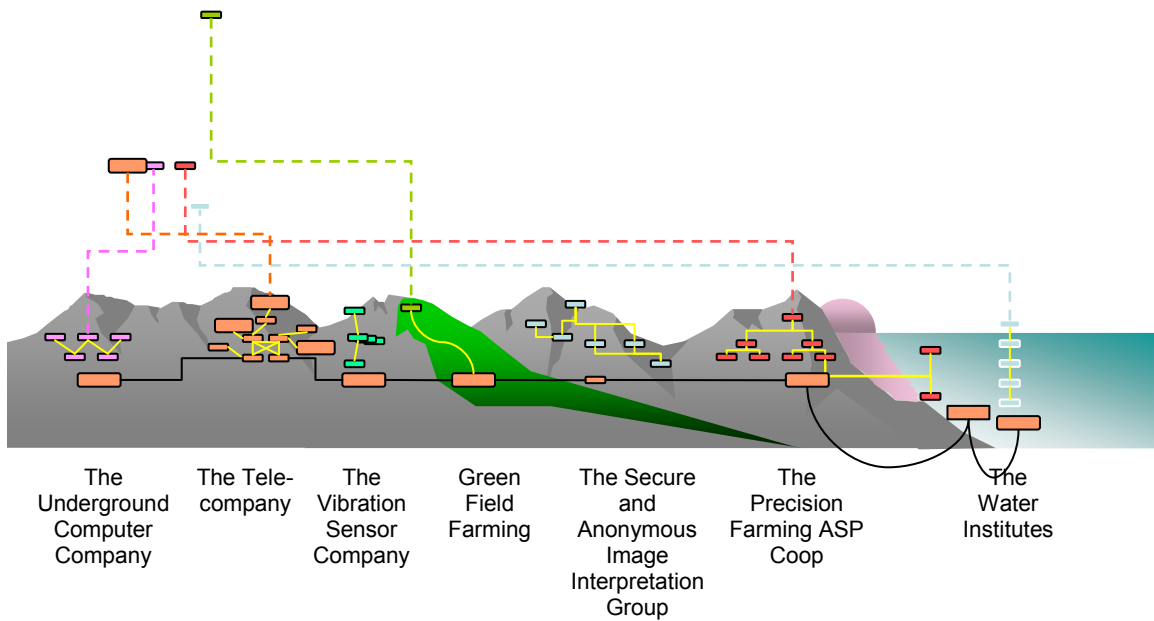 The
Underground
Computer
Company
The Tele-
company
The
Vibration
Sensor
Company
Green
Field
Farming
The Secure
and
Anonymous
Image
Interpretation
Group
The
Precision
Farming ASP
Coop
The
Water
Institutes